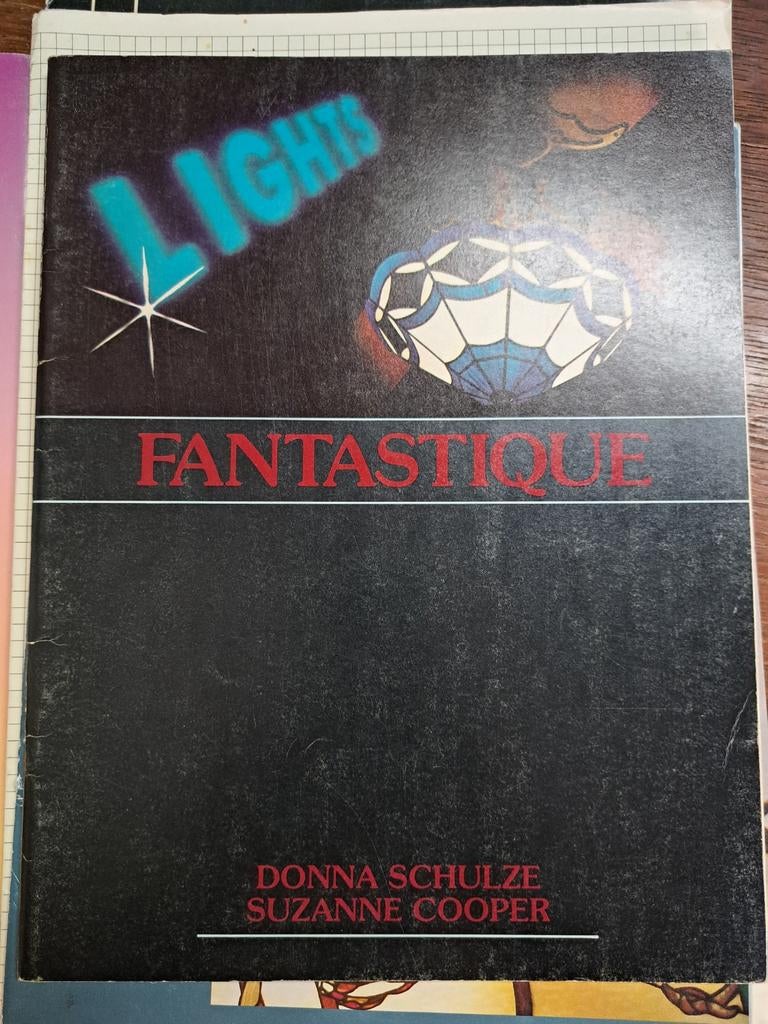 LIGHTS
FANTASTIQUE
DONNA SCHULZE
SUZANNE COOPER